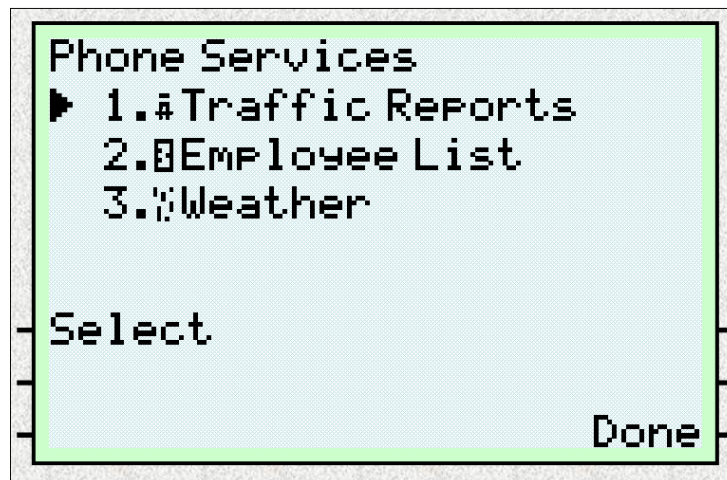 Phone Services
1. Traffic Reports
2. Employee List
3. Weather
Select
Done